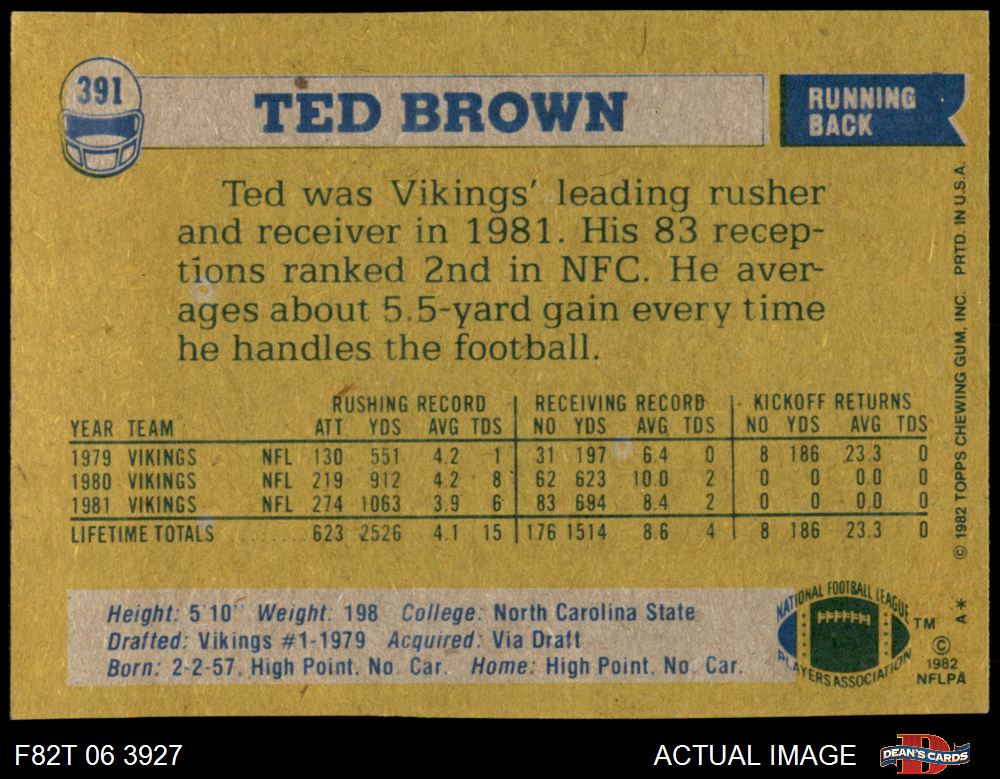 391
TED BROWN
RUNNING
BACK
Ted was Vikings' leading rusher
and receiver in 1981. His 83 recep-
tions ranked 2nd in NFC. He aver-
ages about 5.5-yard gain every time
he handles the football.
RUSHING RECORD RECEIVING RECORD KICKOFF RETURNS
YEAR TEAM ATT YDS AVG TDS NO YDS AVG TDS NO YDS AVG TDS
1979 VIKINGS NFL 130 551 4.2 1 31 197 6.4 0 8 186 23.3 0
1980 VIKINGS NFL 219 912 4.2 8 62 623 10.0 2 0 0 0.0 0
1981 VIKINGS NFL 274 1063 3.9 6 83 694 8.4 2 0 0 0.0 0
LIFETIME TOTALS ........ 623 2526 4.1 15 176 1514 8.6 4 8 186 23.3 0
Height: 5'10" Weight: 198 College: North Carolina State
Drafted: Vikings #1-1979 Acquired: Via Draft
Born: 2-2-57, High Point, No. Car. Home: High Point, No. Car.
NATIONAL FOOTBALL LEAGUE
PLAYERS ASSOCIATION
TM
©
1982
NFLPA
A*
© 1982 TOPPS CHEWING GUM, INC. PRTD. IN U.S.A.
F82T 06 3927
ACTUAL IMAGE
DEAN'S CARDS